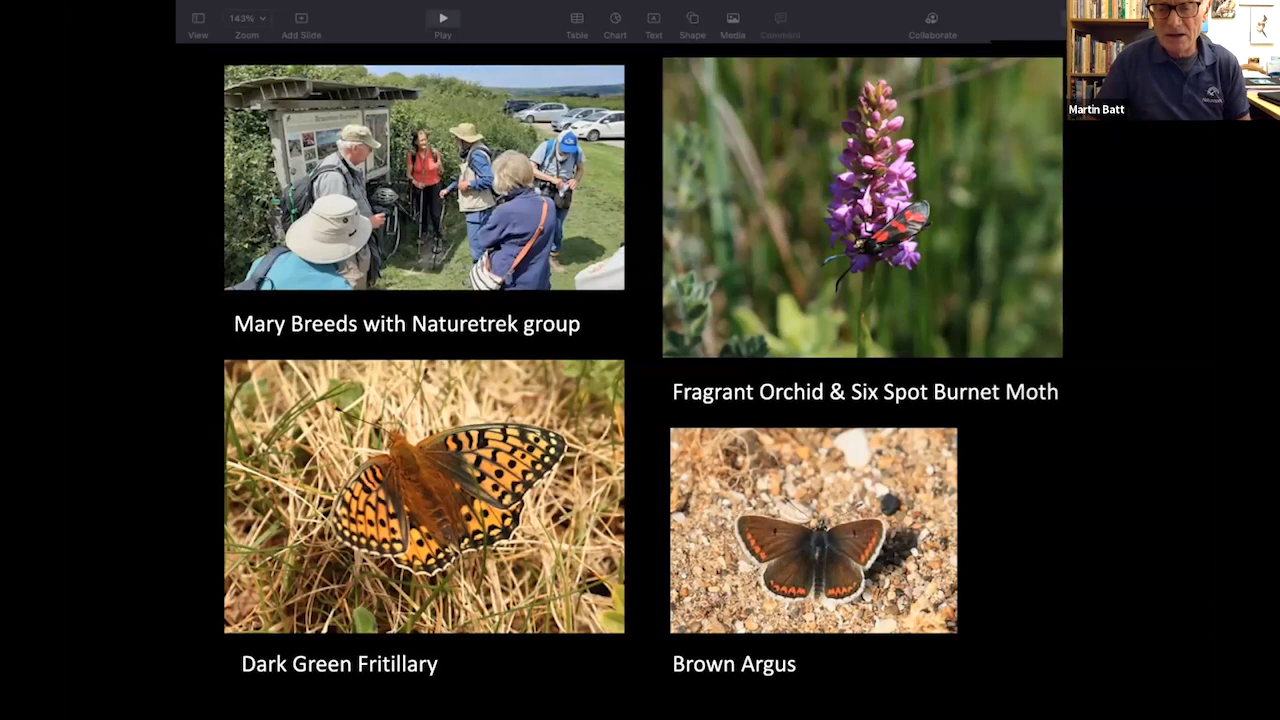 143%
View
Zoom
Add Slide
Play
Table
Chart
Text
Shape
Media
Comment
Collaborate
Martin Batt
Mary Breeds with Naturetrek group
Fragrant Orchid & Six Spot Burnet Moth
Dark Green Fritillary
Brown Argus